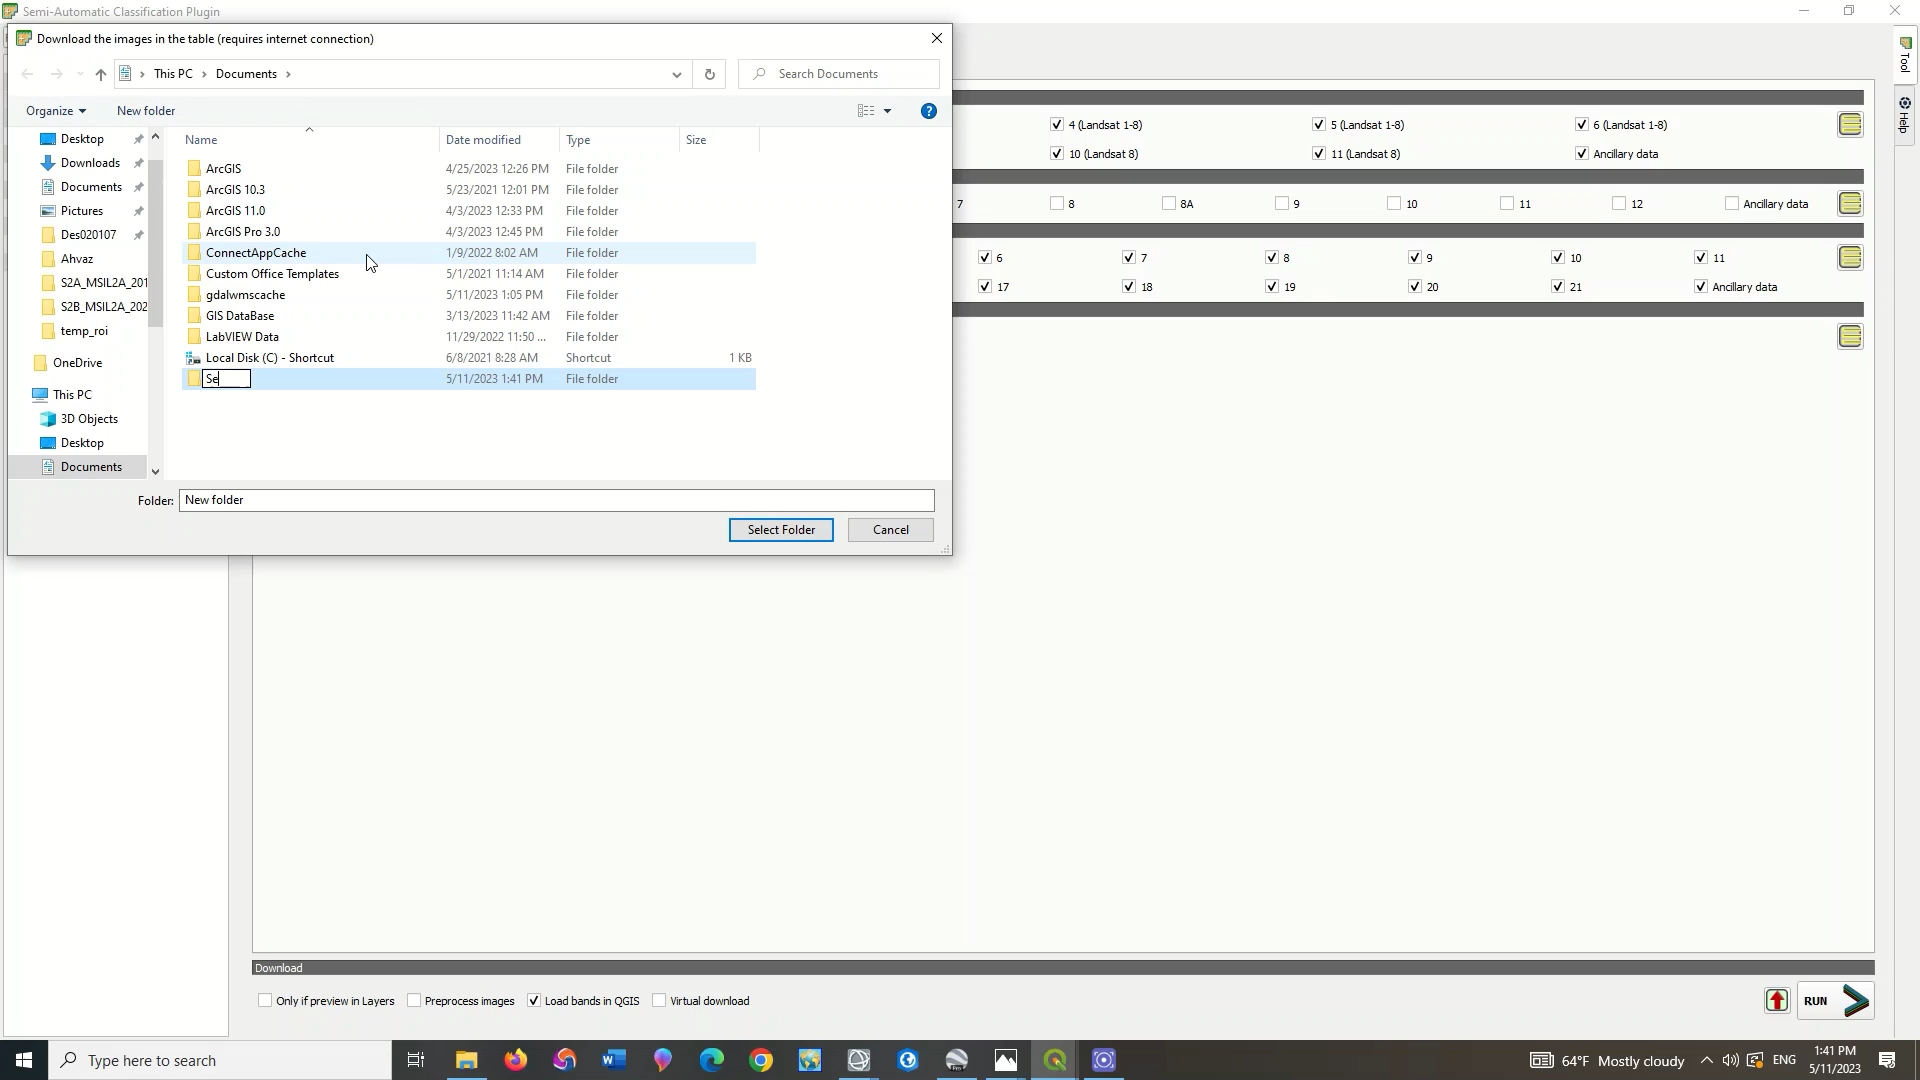 Semi-Automatic Classification Plugin
Download the images in the table (requires internet connection)
This PC > Documents >
Search Documents
Organize
New folder
Name
Date modified
Type
Size
Desktop
Downloads
Documents
Pictures
Des020107
Ahvaz
S2A_MSIL2A_201
S2B_MSIL2A_202
temp_roi
OneDrive
This PC
3D Objects
Desktop
Documents
ArcGIS 4/25/2023 12:26 PM File folder
ArcGIS 10.3 5/23/2021 12:01 PM File folder
ArcGIS 11.0 4/3/2023 12:33 PM File folder
ArcGIS Pro 3.0 4/3/2023 12:45 PM File folder
ConnectAppCache 1/9/2022 8:02 AM File folder
Custom Office Templates 5/1/2021 11:14 AM File folder
gdalwmscache 5/11/2023 1:05 PM File folder
GIS DataBase 3/13/2023 11:42 AM File folder
LabVIEW Data 11/29/2022 11:50 ... File folder
Local Disk (C) - Shortcut 6/8/2021 8:28 AM Shortcut 1 KB
Se 5/11/2023 1:41 PM File folder
Folder: New folder
Select Folder
Cancel
4 (Landsat 1-8) 5 (Landsat 1-8) 6 (Landsat 1-8)
10 (Landsat 8) 11 (Landsat 8) Ancillary data
7 8 8A 9 10 11 12 Ancillary data
6 7 8 9 10 11
17 18 19 20 21 Ancillary data
Tool
Help
Download
Only if preview in Layers Preprocess images Load bands in QGIS Virtual download
RUN
Type here to search
64°F Mostly cloudy
ENG
1:41 PM
5/11/2023